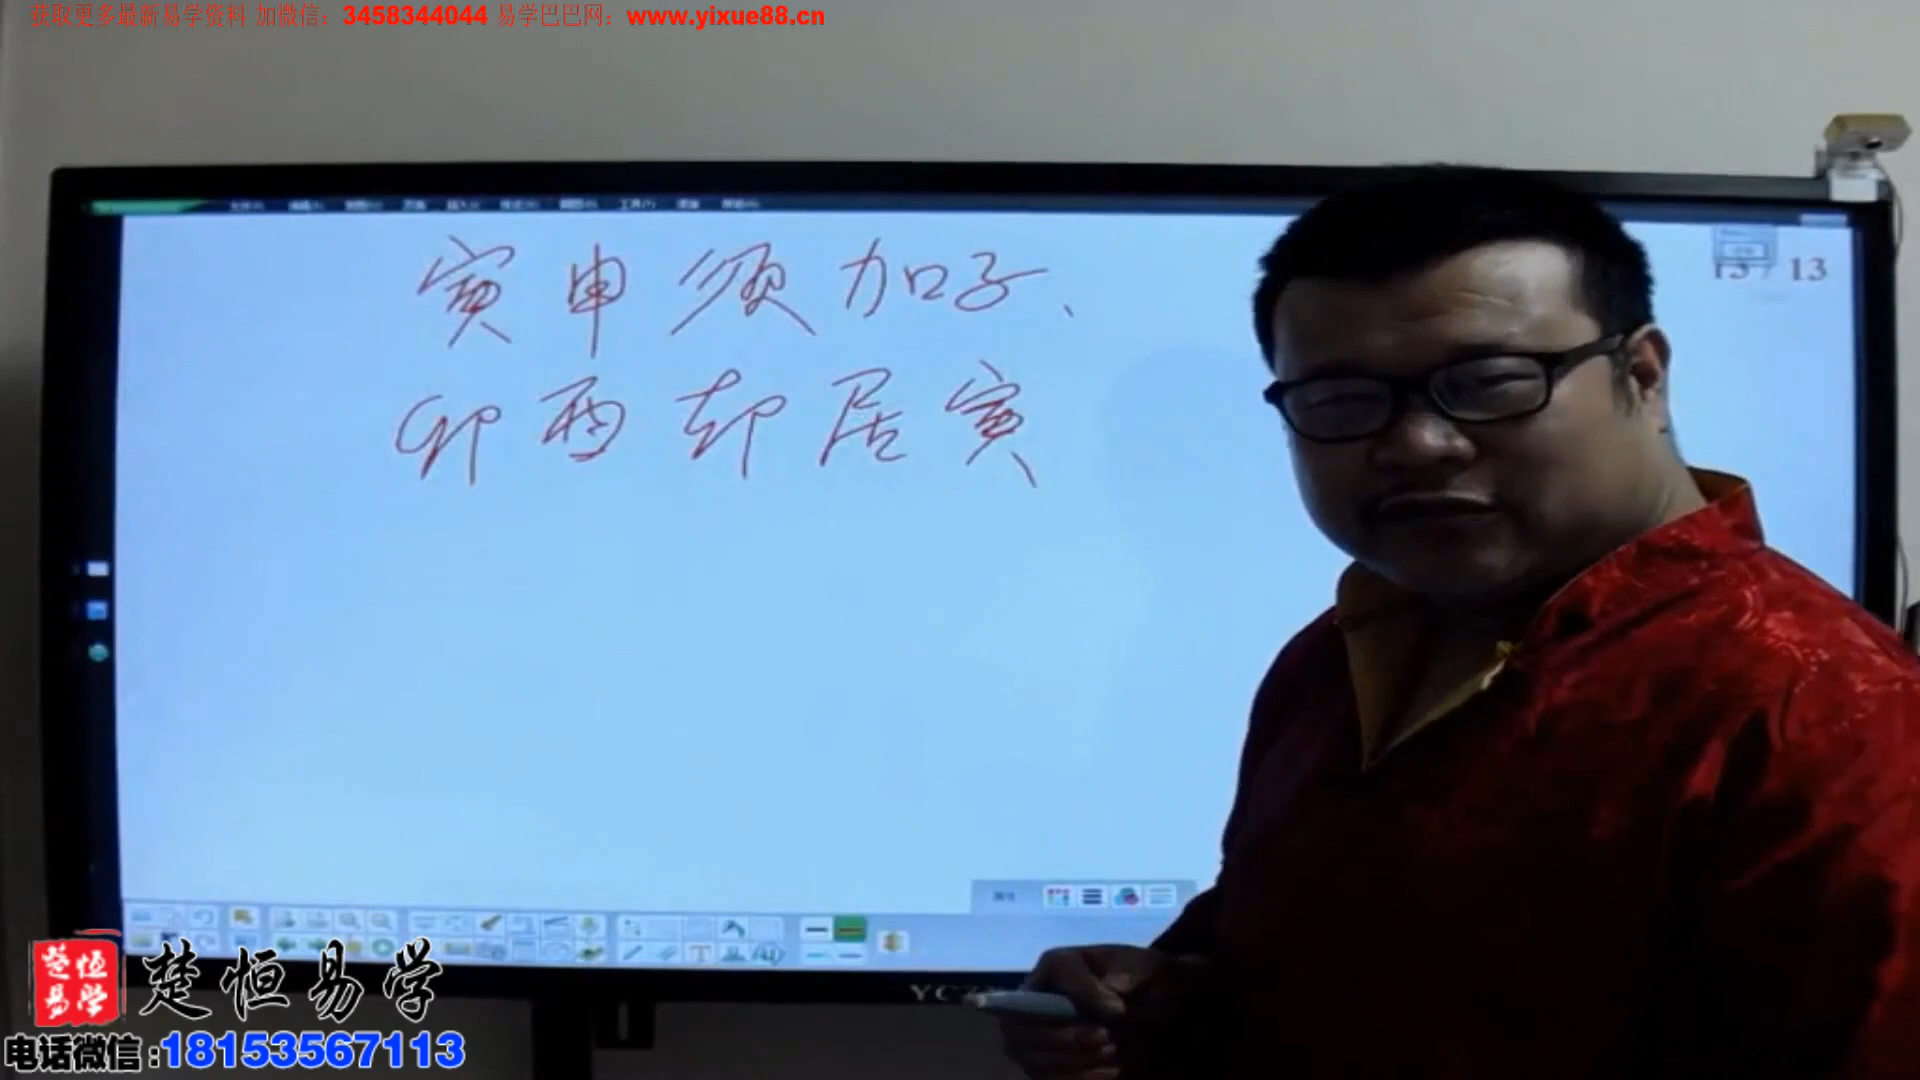 获取更多最新易学资料 加微信：3458344044 易学巴巴网：www.yixue88.cn
13 / 13
寅申须加子、
卯酉却居寅
楚恒易学
楚恒易学
电话微信:18153567113